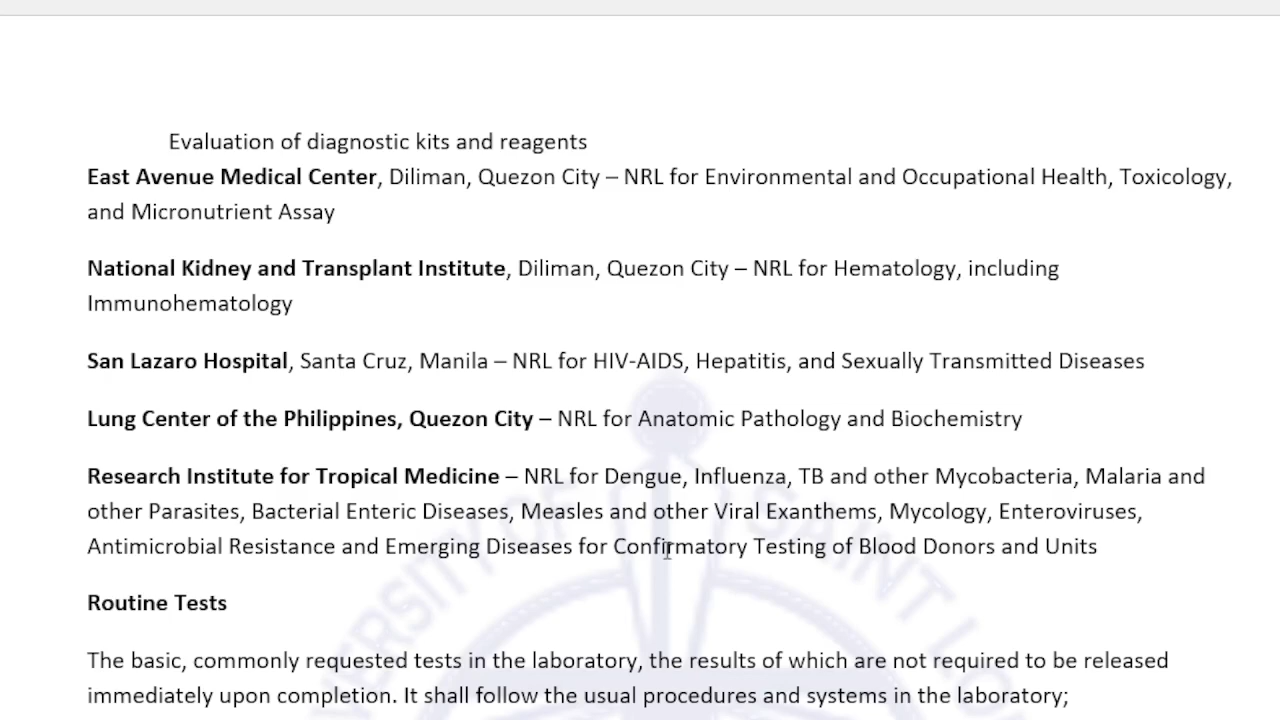 Evaluation of diagnostic kits and reagents
East Avenue Medical Center, Diliman, Quezon City – NRL for Environmental and Occupational Health, Toxicology,
and Micronutrient Assay
National Kidney and Transplant Institute, Diliman, Quezon City – NRL for Hematology, including
Immunohematology
San Lazaro Hospital, Santa Cruz, Manila – NRL for HIV-AIDS, Hepatitis, and Sexually Transmitted Diseases
Lung Center of the Philippines, Quezon City – NRL for Anatomic Pathology and Biochemistry
Research Institute for Tropical Medicine – NRL for Dengue, Influenza, TB and other Mycobacteria, Malaria and
other Parasites, Bacterial Enteric Diseases, Measles and other Viral Exanthems, Mycology, Enteroviruses,
Antimicrobial Resistance and Emerging Diseases for Confirmatory Testing of Blood Donors and Units
Routine Tests
The basic, commonly requested tests in the laboratory, the results of which are not required to be released
immediately upon completion. It shall follow the usual procedures and systems in the laboratory;
OF SAINT